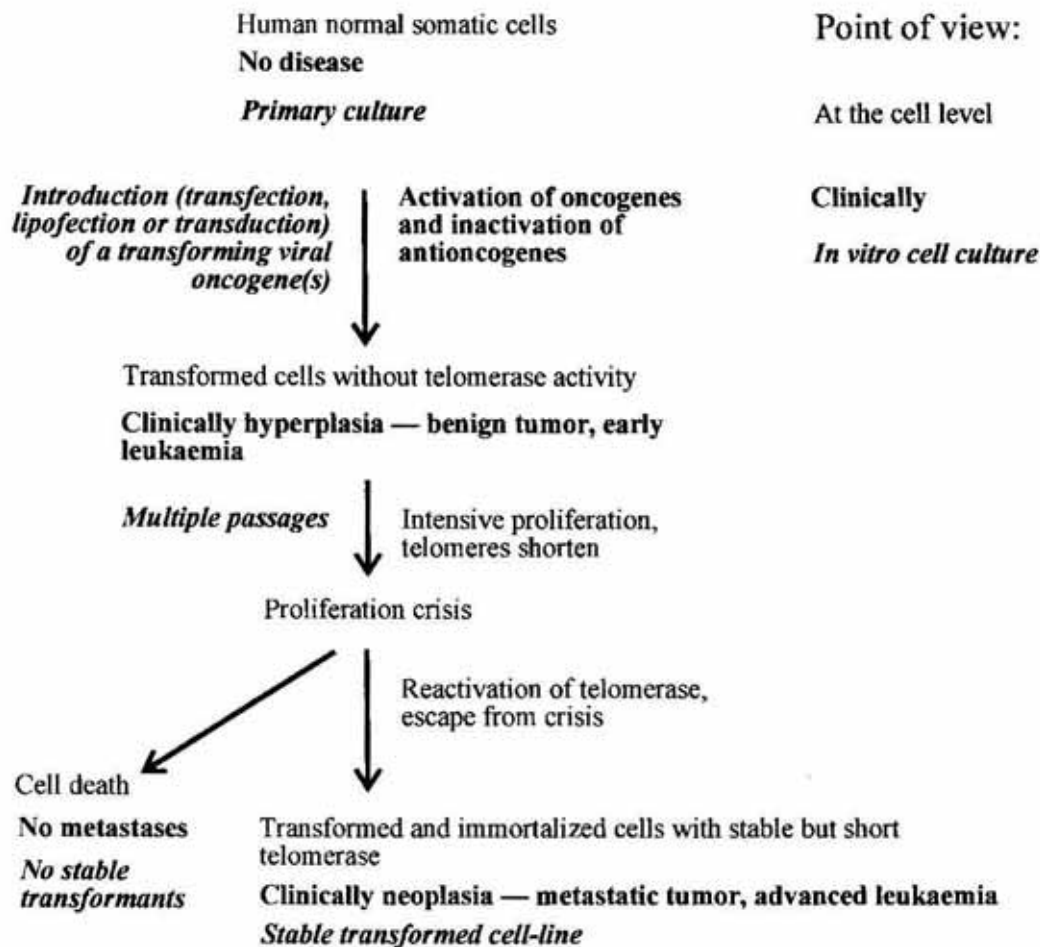 Human normal somatic cells
No disease
Primary culture
Point of view:
At the cell level
Clinically
In vitro cell culture
Introduction (transfection,
lipofection or transduction)
of a transforming viral
oncogene(s)
Activation of oncogenes
and inactivation of
antioncogenes
Transformed cells without telomerase activity
Clinically hyperplasia — benign tumor, early
leukaemia
Multiple passages
Intensive proliferation,
telomeres shorten
Proliferation crisis
Reactivation of telomerase,
escape from crisis
Cell death
No metastases
No stable
transformants
Transformed and immortalized cells with stable but short
telomerase
Clinically neoplasia — metastatic tumor, advanced leukaemia
Stable transformed cell-line